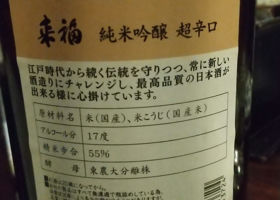 来福 純米吟醸 超辛口
江戸時代から続く伝統を守りつつ、常に新しい
酒造りにチャレンジし、最高品質の日本酒が
出来る様に心掛けています。
原材料名 米(国産)、米こうじ(国産米)
アルコール分 17度
精米歩合 55%
酵母 東農大分離株